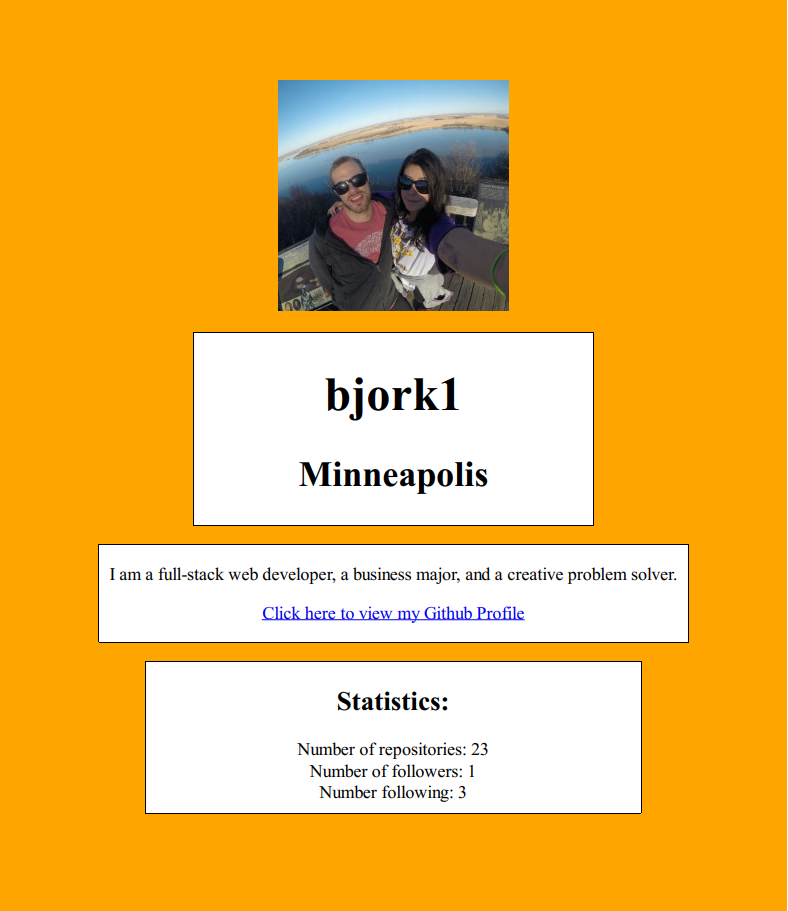 bjork1
Minneapolis
I am a full-stack web developer, a business major, and a creative problem solver.
Click here to view my Github Profile
Statistics:
Number of repositories: 23
Number of followers: 1
Number following: 3